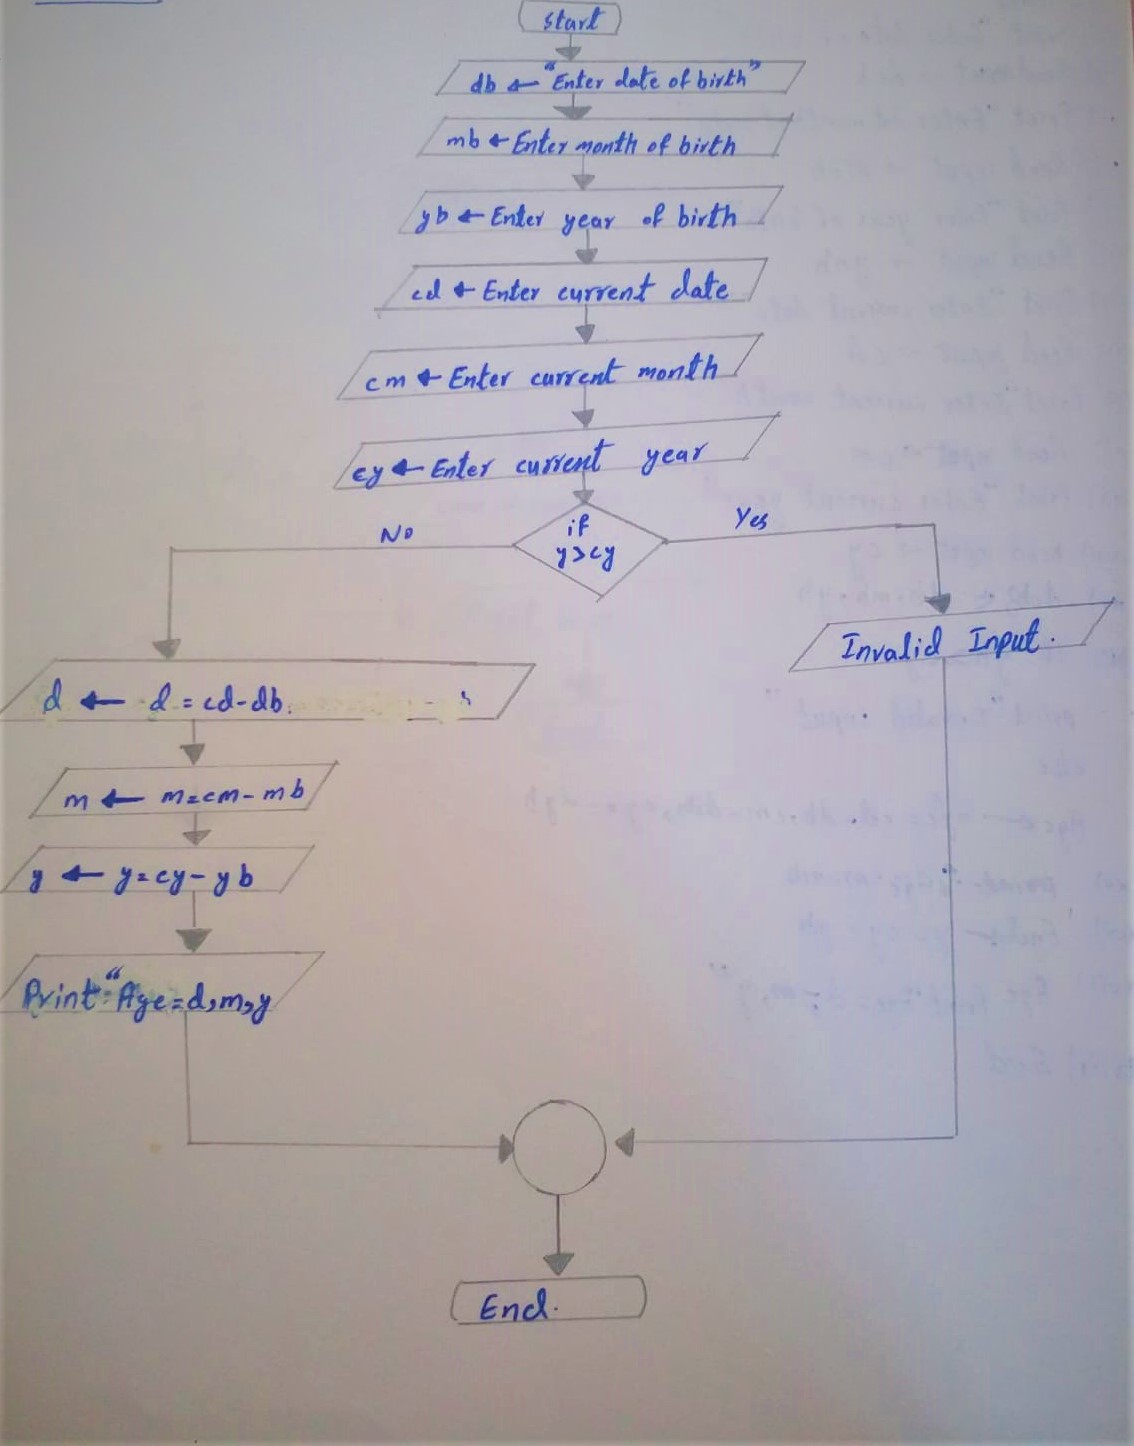 start
db ← "Enter date of birth"
mb ← Enter month of birth
yb ← Enter year of birth
cd ← Enter current date
cm ← Enter current month
cy ← Enter current year
if
y>cy
No
Yes
Invalid Input.
d ← d = cd-db.
m ← m=cm-mb
y ← y=cy-yb
Print "Age=d,m,y
End.